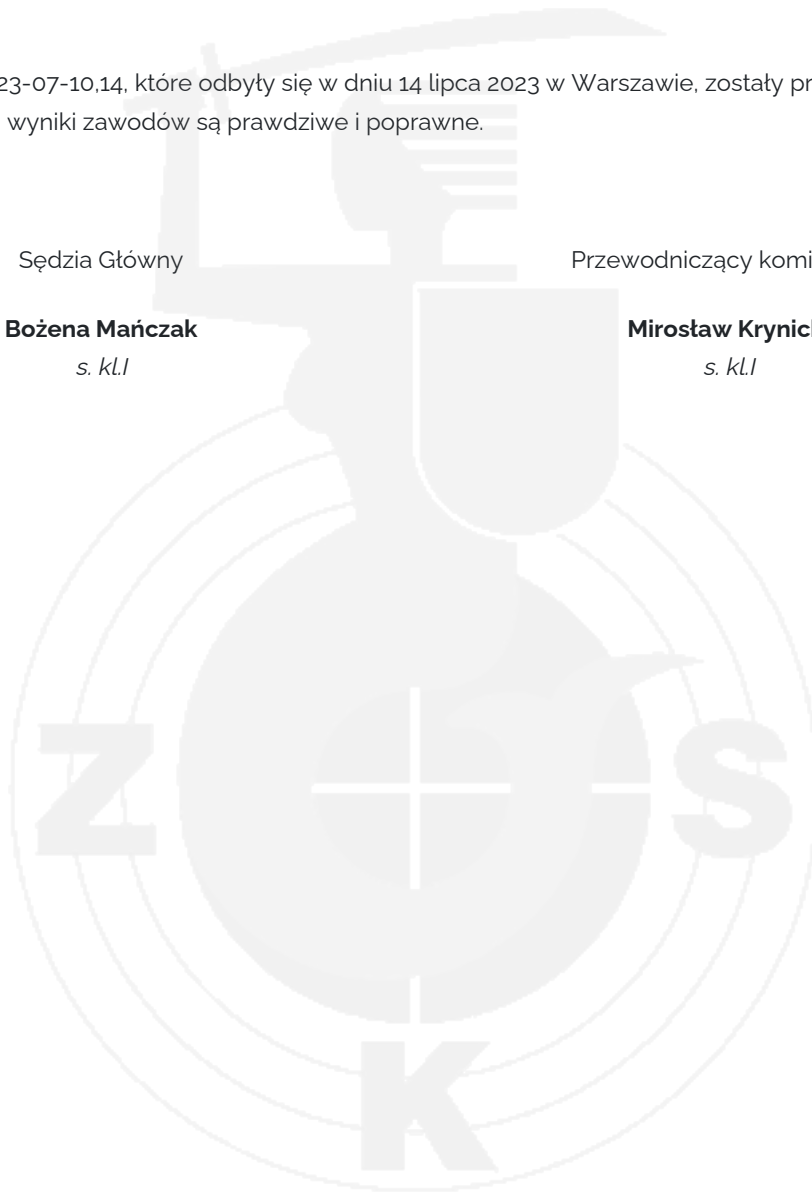 23-07-10,14, które odbyły się w dniu 14 lipca 2023 w Warszawie, zostały pr
wyniki zawodów są prawdziwe i poprawne.
Sędzia Główny
Przewodniczący komi
Bożena Mańczak
Mirosław Krynic
s. kl.I
s. kl.I
Z S
K